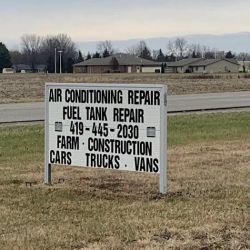 AIR CONDITIONING REPAIR
FUEL TANK REPAIR
419-445-2030
FARM · CONSTRUCTION
CARS TRUCKS · VANS